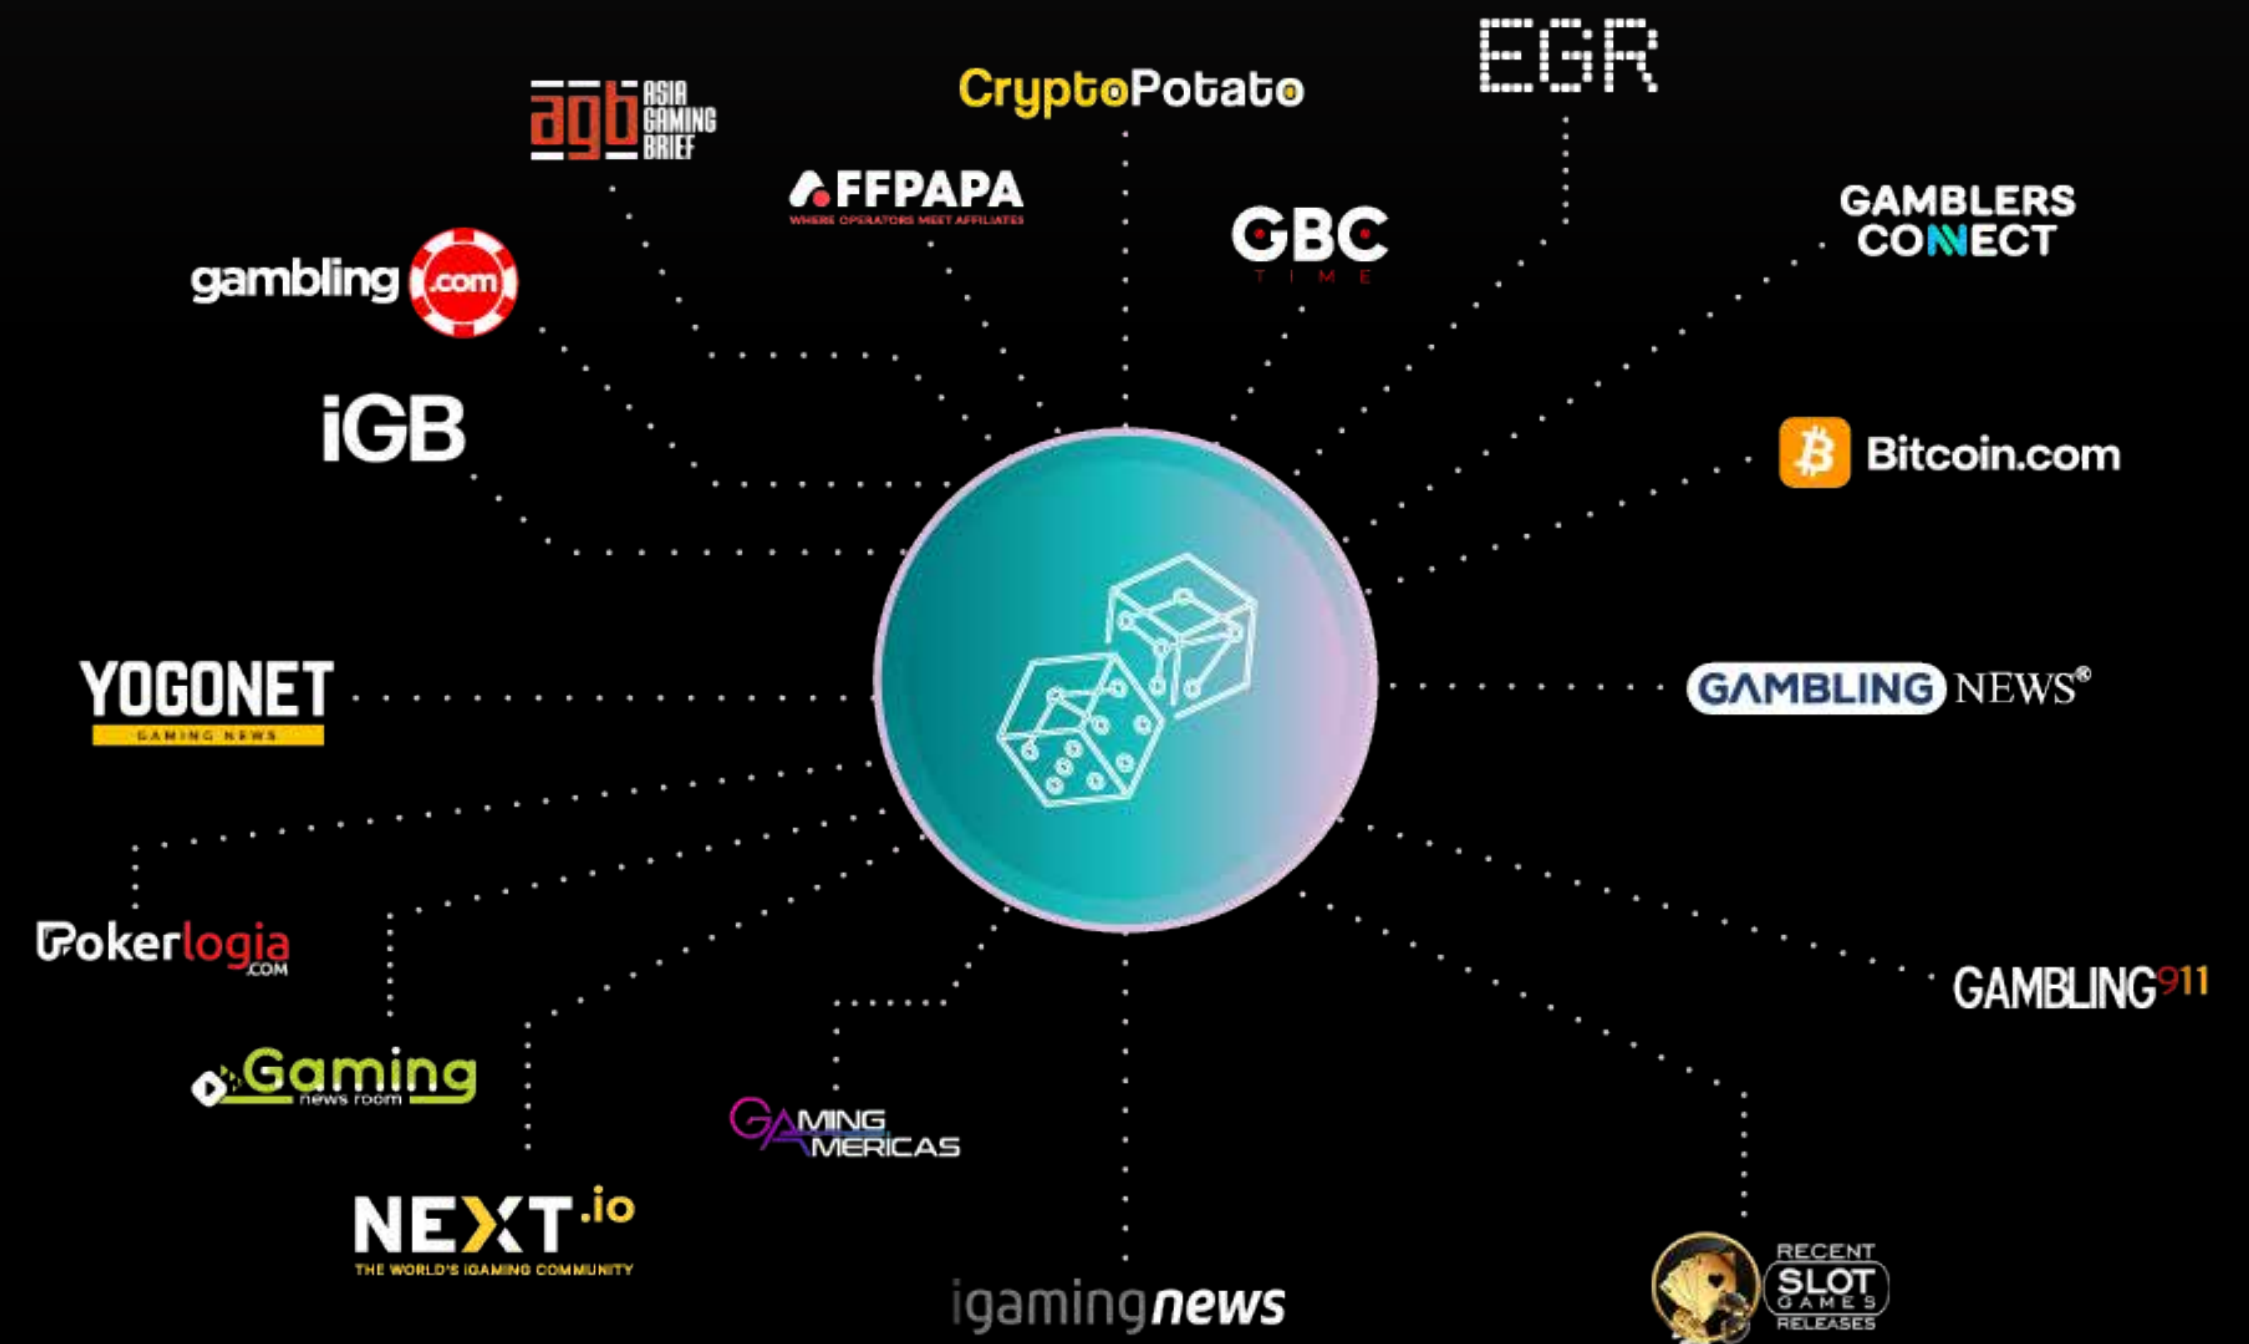 EGR
CryptoPotato
agb ASIA
GAMING
BRIEF
AFFPAPA
WHERE OPERATORS MEET AFFILIATES
GBC
TIME
GAMBLERS
CONNECT
gambling .com
iGB
Bitcoin.com
YOGONET
GAMING NEWS
GAMBLING NEWS®
Pokerlogia
.COM
GAMBLING911
Gaming
news room
GAMING
AMERICAS
NEXT.io
THE WORLD'S iGAMING COMMUNITY
igamingnews
RECENT
SLOT
GAMES
RELEASES